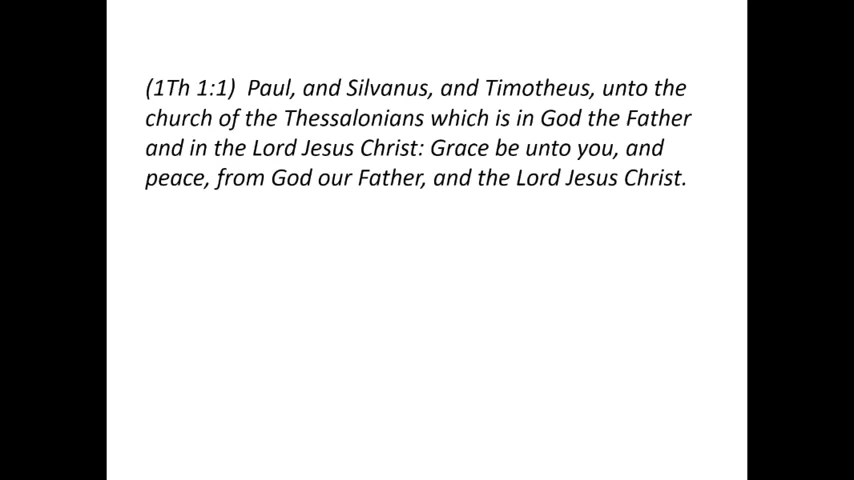 (1Th 1:1)  Paul, and Silvanus, and Timotheus, unto the
church of the Thessalonians which is in God the Father
and in the Lord Jesus Christ: Grace be unto you, and
peace, from God our Father, and the Lord Jesus Christ.